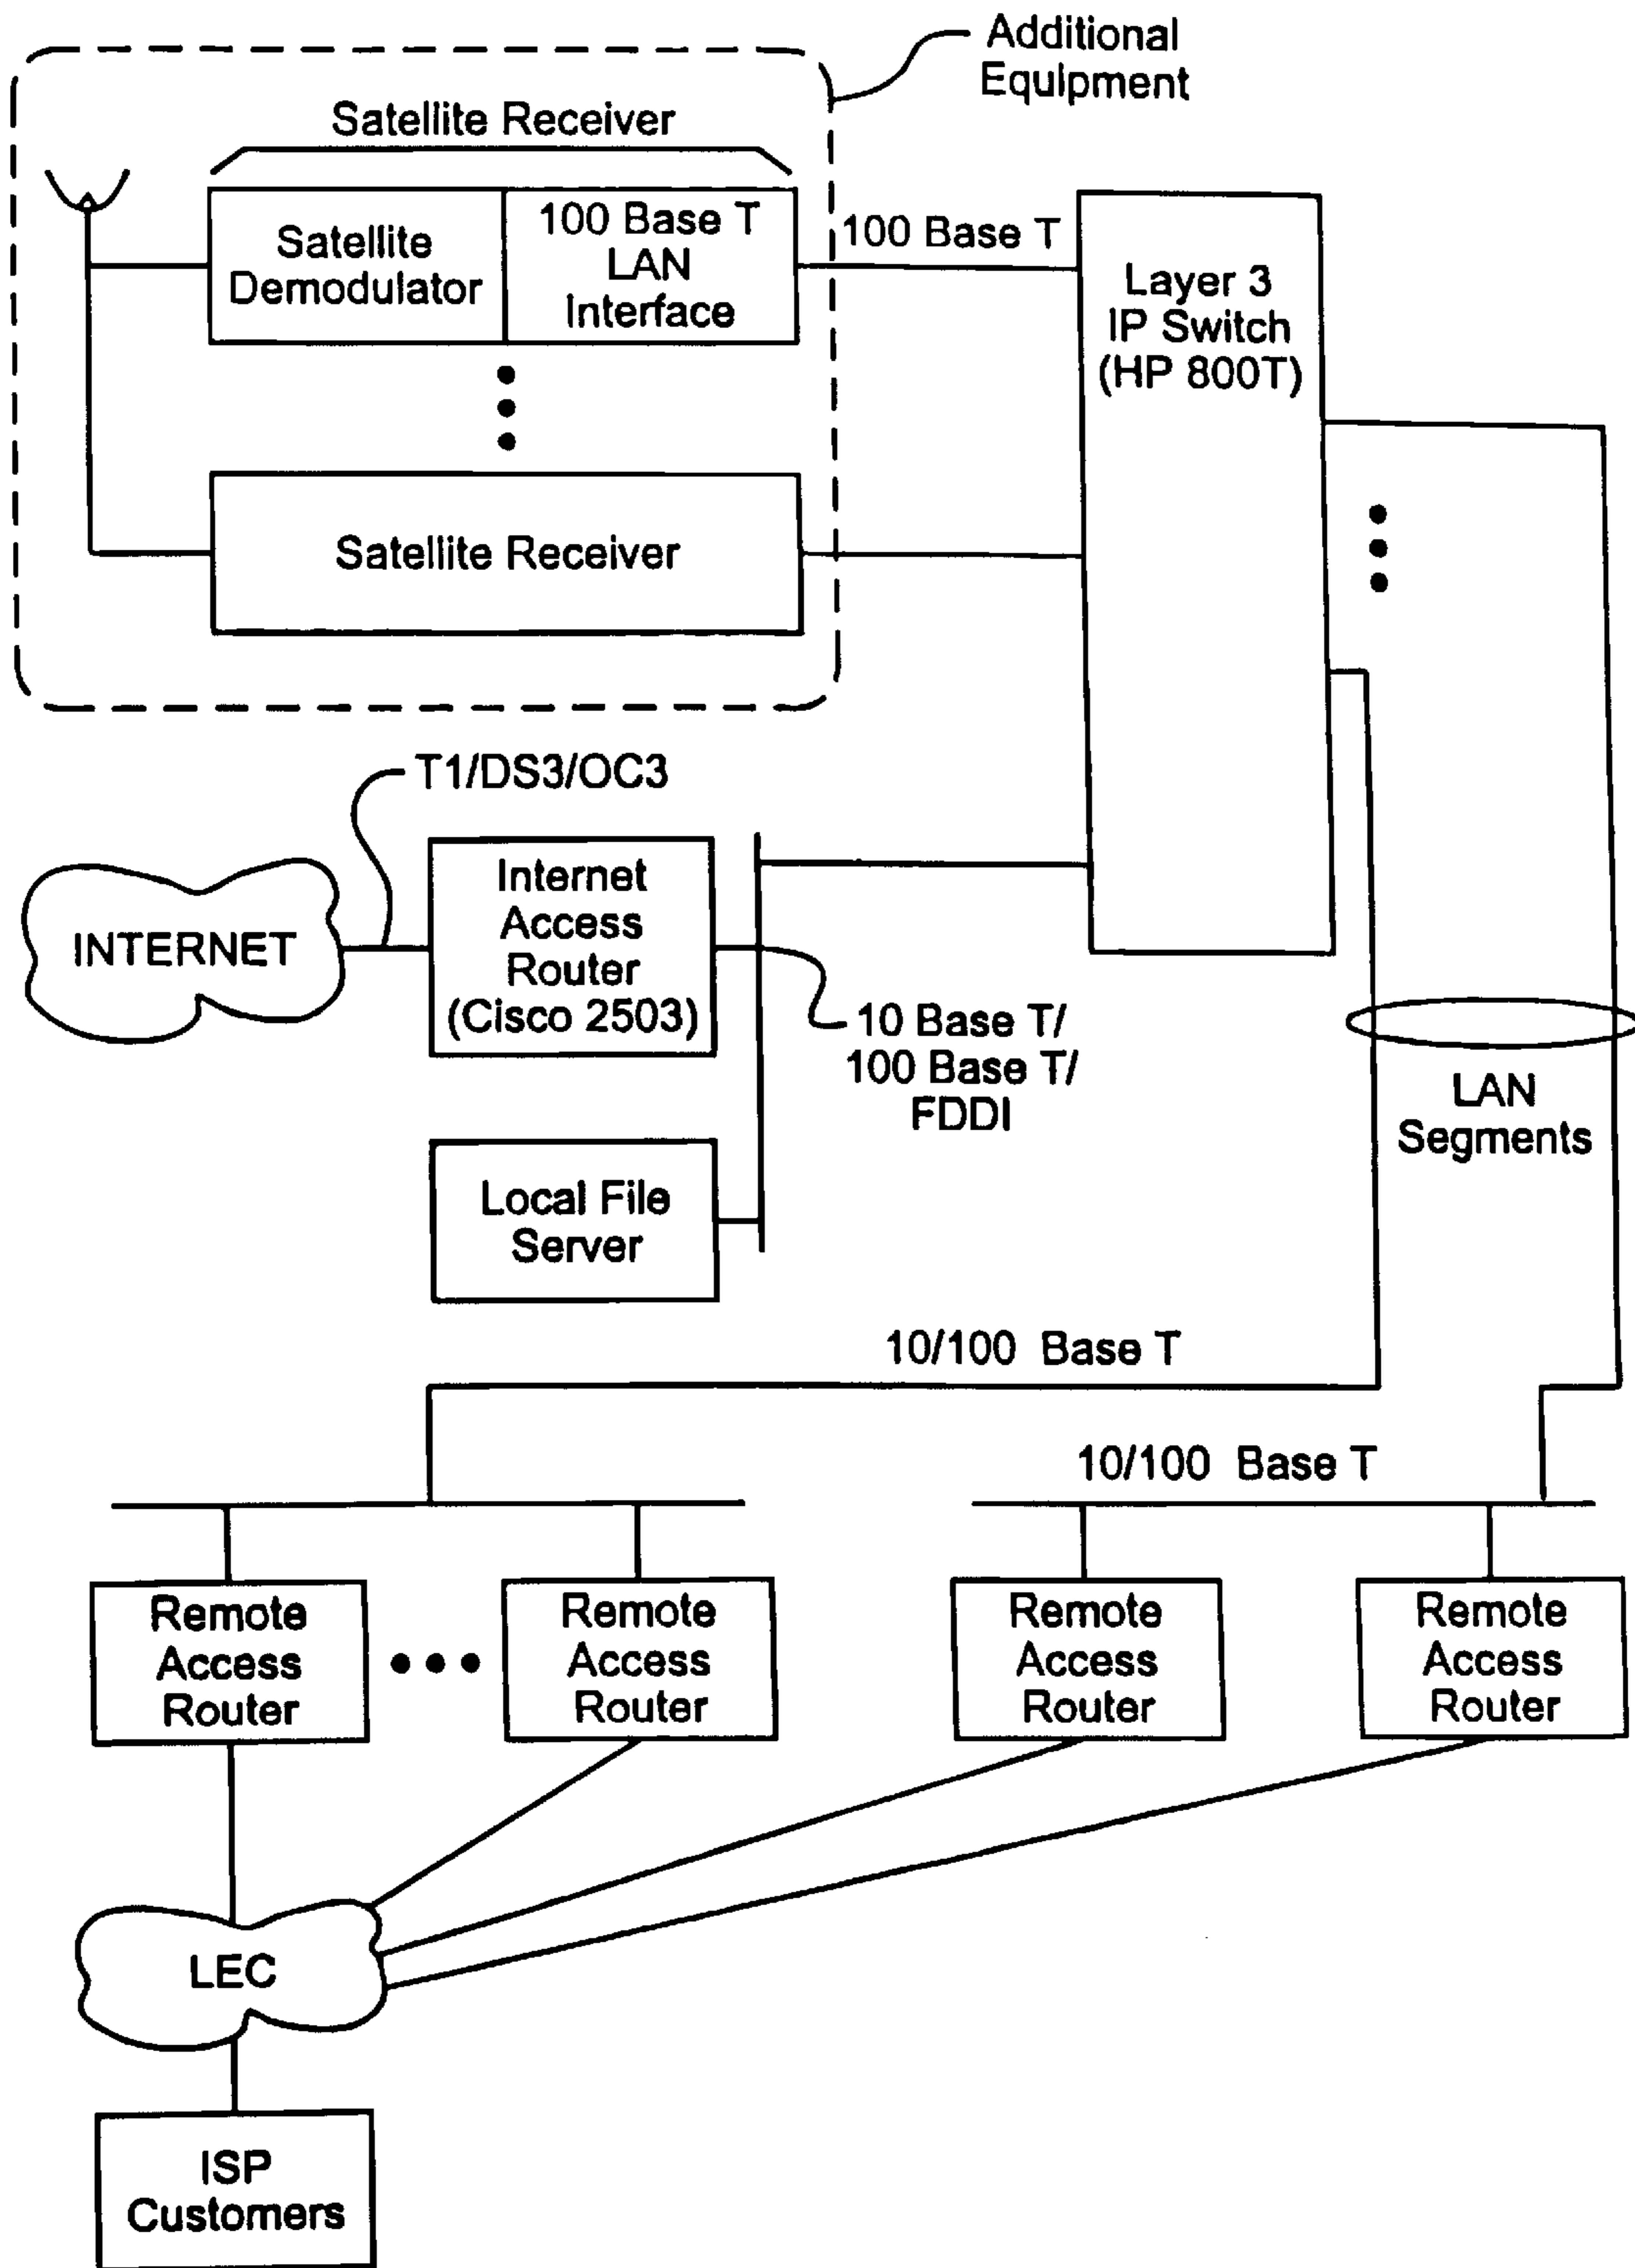 Additional
Equipment
Satellite Receiver
Satellite
Demodulator
100 Base T
LAN
Interface
100 Base T
Layer 3
IP Switch
(HP 800T)
Satellite Receiver
T1/DS3/OC3
INTERNET
Internet
Access
Router
(Cisco 2503)
10 Base T/
100 Base T/
FDDI
LAN
Segments
Local File
Server
10/100 Base T
10/100 Base T
Remote
Access
Router
Remote
Access
Router
Remote
Access
Router
Remote
Access
Router
LEC
ISP
Customers